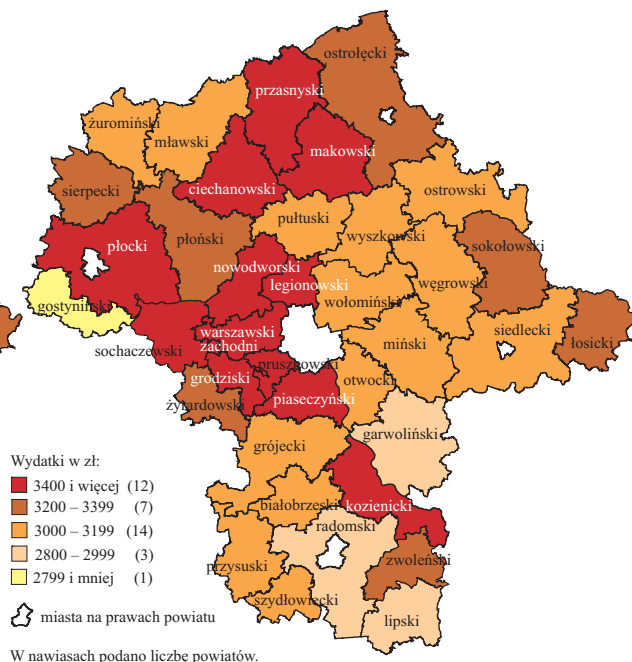 ostrołęcki
przasnyski
żuromiński
mławski
makowski
ciechanowski
sierpecki
ostrowski
pułtuski
wyszkowski
płoński
płocki
sokołowski
nowodworski
węgrowski
legionowski
wołomiński
gostyniński
siedlecki
łosicki
warszawski
zachodni
miński
sochaczewski
pruszkowski
grodziski
otwocki
piaseczyński
żyrardowski
garwoliński
grójecki
białobrzeski
kozienicki
radomski
zwoleński
przysuski
szydłowiecki
lipski
Wydatki w zł:
3400 i więcej (12)
3200 – 3399 (7)
3000 – 3199 (14)
2800 – 2999 (3)
2799 i mniej (1)
miasta na prawach powiatu
W nawiasach podano liczbę powiatów.